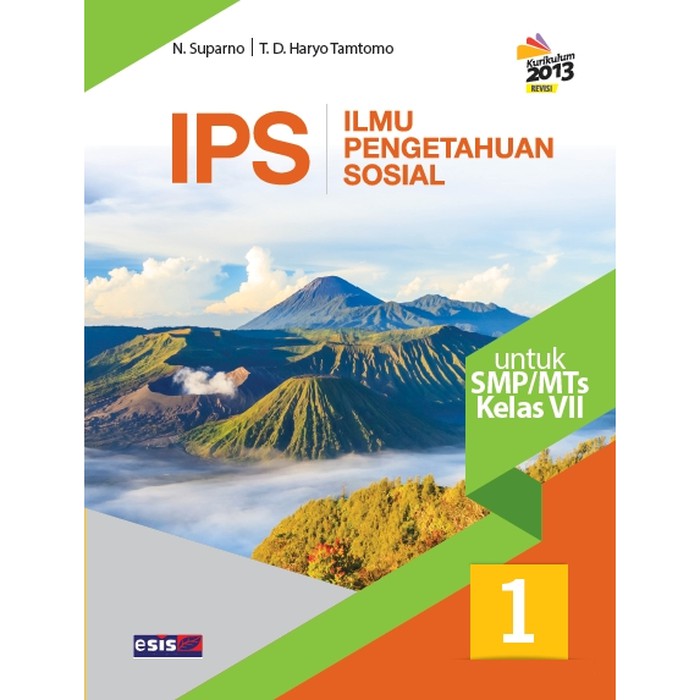 N. Suparno | T. D. Haryo Tamtomo
Kurikulum
2013
REVISI
IPS
ILMU
PENGETAHUAN
SOSIAL
untuk
SMP/MTs
Kelas VII
1
esis